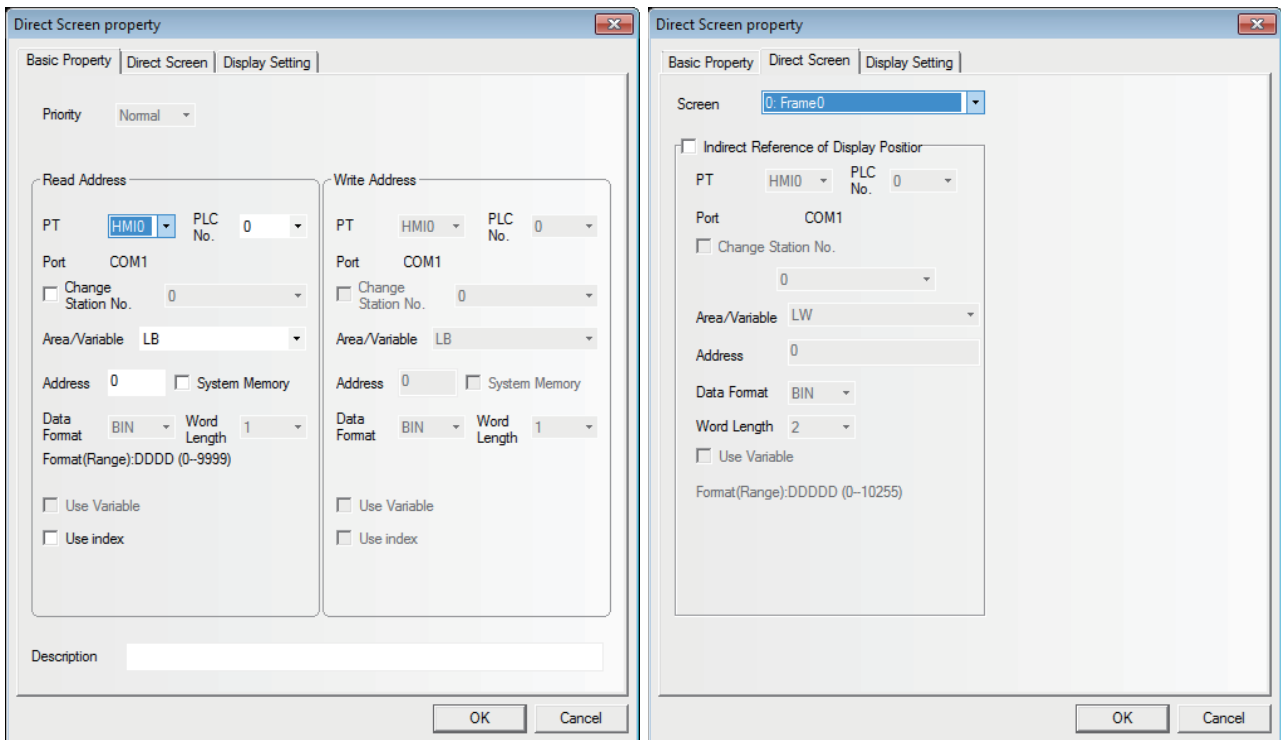 Direct Screen property
Basic Property Direct Screen Display Setting
Priority Normal
Read Address
PT HMI0 PLC No. 0
Port COM1
Change Station No. 0
Area/Variable LB
Address 0 System Memory
Data Format BIN Word Length 1
Format(Range):DDDD (0--9999)
Use Variable
Use index
Write Address
PT HMI0 PLC No. 0
Port COM1
Change Station No. 0
Area/Variable LB
Address 0 System Memory
Data Format BIN Word Length 1
Use Variable
Use index
Description
OK Cancel
Direct Screen property
Basic Property Direct Screen Display Setting
Screen 0: Frame0
Indirect Reference of Display Position
PT HMI0 PLC No. 0
Port COM1
Change Station No.
0
Area/Variable LW
Address 0
Data Format BIN
Word Length 2
Use Variable
Format(Range):DDDDD (0--10255)
OK Cancel